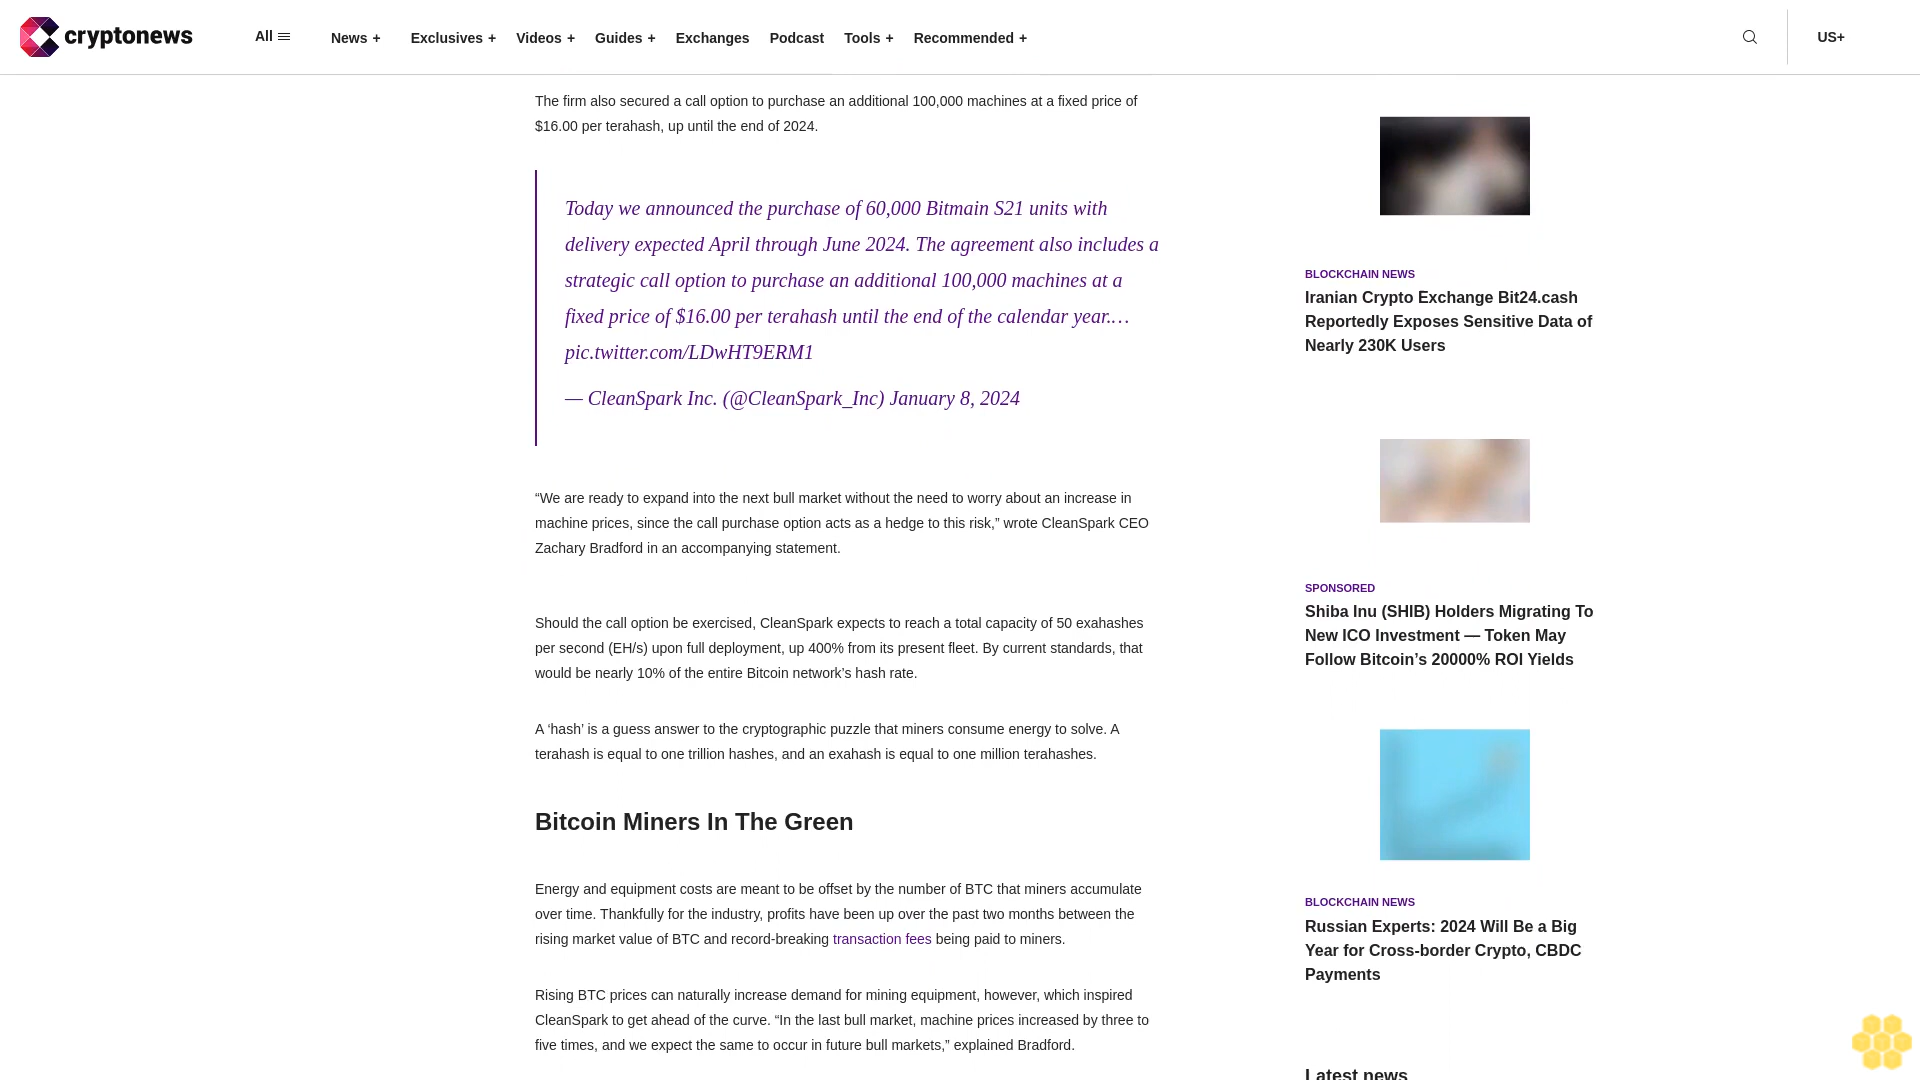 cryptonews
All
News +
Exclusives +
Videos +
Guides +
Exchanges
Podcast
Tools +
Recommended +
US+
The firm also secured a call option to purchase an additional 100,000 machines at a fixed price of
$16.00 per terahash, up until the end of 2024.
Today we announced the purchase of 60,000 Bitmain S21 units with
delivery expected April through June 2024. The agreement also includes a
strategic call option to purchase an additional 100,000 machines at a
fixed price of $16.00 per terahash until the end of the calendar year.…
pic.twitter.com/LDwHT9ERM1
— CleanSpark Inc. (@CleanSpark_Inc) January 8, 2024
“We are ready to expand into the next bull market without the need to worry about an increase in
machine prices, since the call purchase option acts as a hedge to this risk,” wrote CleanSpark CEO
Zachary Bradford in an accompanying statement.
Should the call option be exercised, CleanSpark expects to reach a total capacity of 50 exahashes
per second (EH/s) upon full deployment, up 400% from its present fleet. By current standards, that
would be nearly 10% of the entire Bitcoin network’s hash rate.
A ‘hash’ is a guess answer to the cryptographic puzzle that miners consume energy to solve. A
terahash is equal to one trillion hashes, and an exahash is equal to one million terahashes.
Bitcoin Miners In The Green
Energy and equipment costs are meant to be offset by the number of BTC that miners accumulate
over time. Thankfully for the industry, profits have been up over the past two months between the
rising market value of BTC and record-breaking transaction fees being paid to miners.
Rising BTC prices can naturally increase demand for mining equipment, however, which inspired
CleanSpark to get ahead of the curve. “In the last bull market, machine prices increased by three to
five times, and we expect the same to occur in future bull markets,” explained Bradford.
BLOCKCHAIN NEWS
Iranian Crypto Exchange Bit24.cash
Reportedly Exposes Sensitive Data of
Nearly 230K Users
SPONSORED
Shiba Inu (SHIB) Holders Migrating To
New ICO Investment — Token May
Follow Bitcoin’s 20000% ROI Yields
BLOCKCHAIN NEWS
Russian Experts: 2024 Will Be a Big
Year for Cross-border Crypto, CBDC
Payments
Latest news